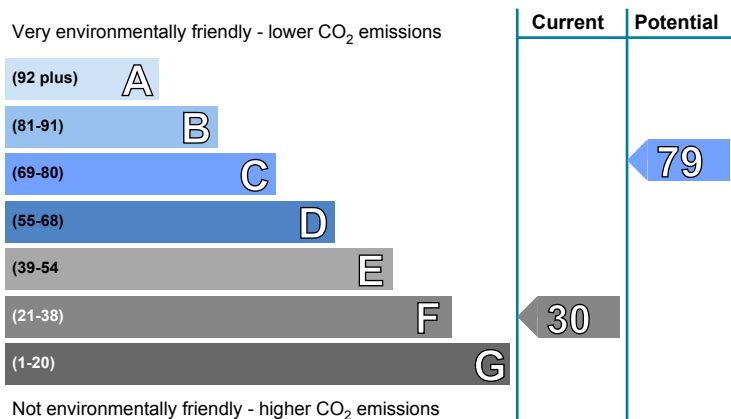 Very environmentally friendly - lower CO2 emissions
Current
Potential
(92 plus) A
(81-91) B
(69-80) C
79
(55-68) D
(39-54 E
(21-38) F
30
(1-20) G
Not environmentally friendly - higher CO2 emissions